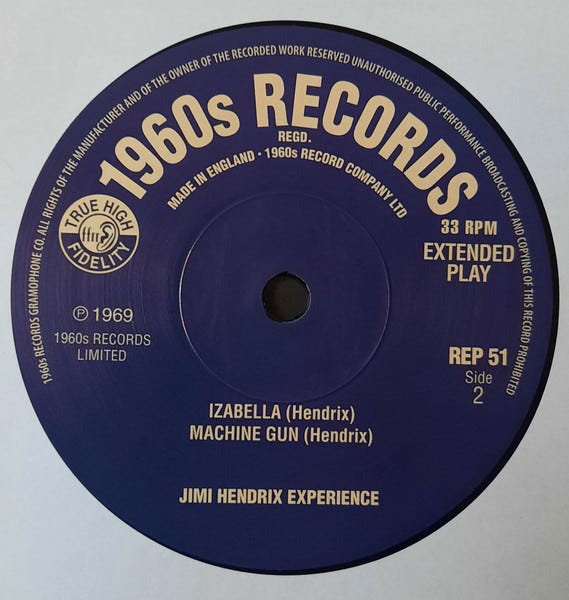 1960s RECORDS GRAMOPHONE CO. ALL RIGHTS OF THE MANUFACTURER AND OF THE OWNER OF THE RECORDED WORK RESERVED UNAUTHORISED PUBLIC PERFORMANCE BROADCASTING AND COPYING OF THIS RECORD PROHIBITED
1960s RECORDS
REGD.
MADE IN ENGLAND · 1960s RECORD COMPANY LTD
TRUE HIGH
ffrr
FIDELITY
33 RPM
EXTENDED
PLAY
℗ 1969
1960s RECORDS
LIMITED
REP 51
Side
2
IZABELLA (Hendrix)
MACHINE GUN (Hendrix)
JIMI HENDRIX EXPERIENCE